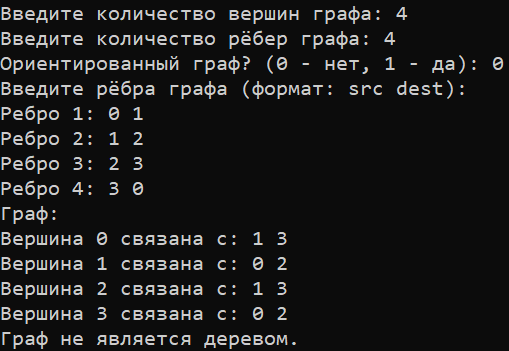 Введите количество вершин графа: 4
Введите количество рёбер графа: 4
Ориентированный граф? (0 - нет, 1 - да): 0
Введите рёбра графа (формат: src dest):
Ребро 1: 0 1
Ребро 2: 1 2
Ребро 3: 2 3
Ребро 4: 3 0
Граф:
Вершина 0 связана с: 1 3
Вершина 1 связана с: 0 2
Вершина 2 связана с: 1 3
Вершина 3 связана с: 0 2
Граф не является деревом.